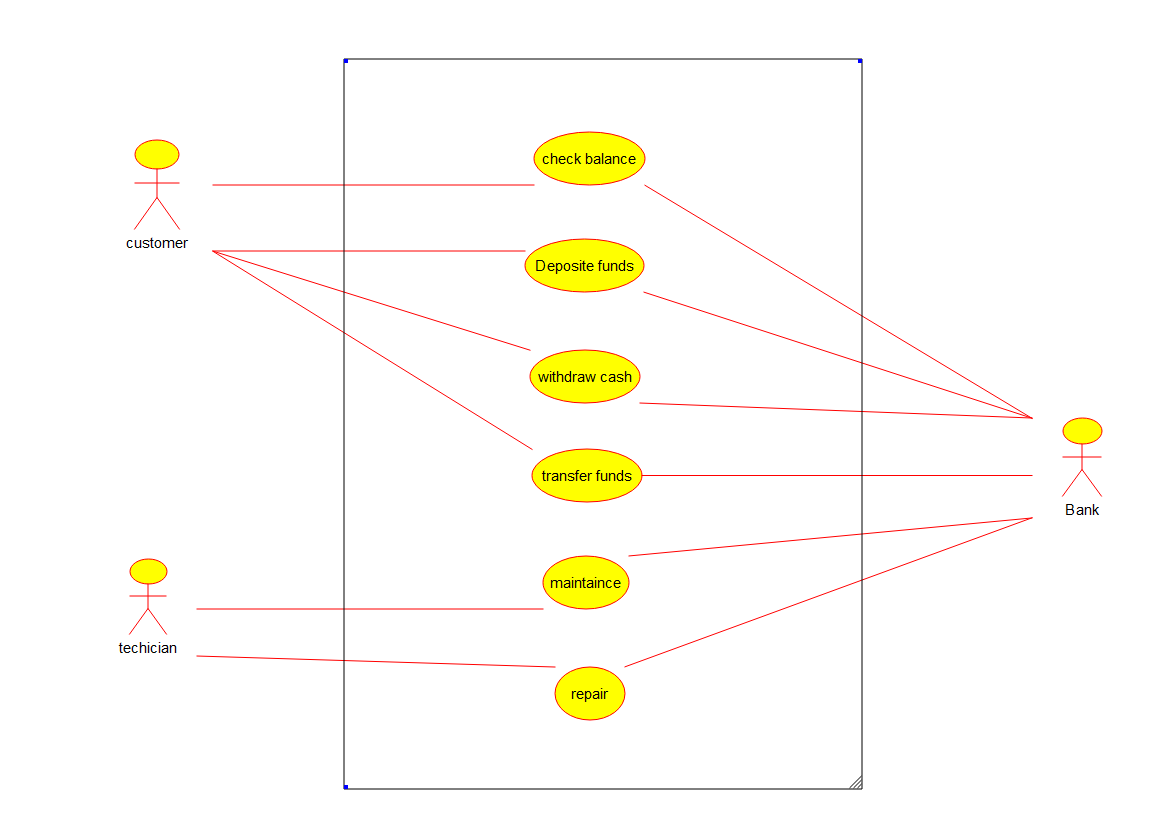 check balance
customer
Deposite funds
withdraw cash
transfer funds
Bank
maintaince
techician
repair